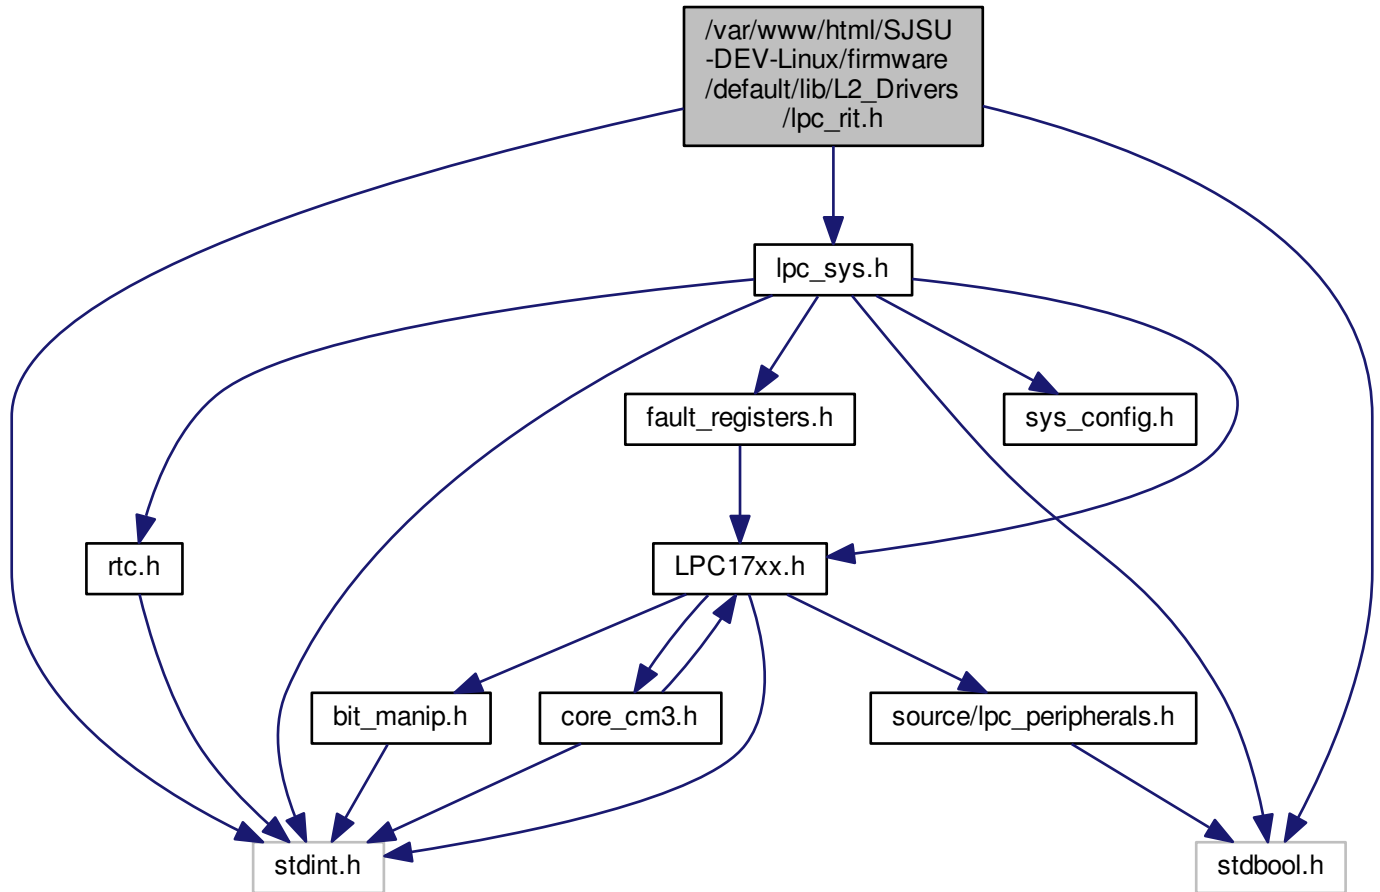 /var/www/html/SJSU
-DEV-Linux/firmware
/default/lib/L2_Drivers
/lpc_rit.h
lpc_sys.h
fault_registers.h
sys_config.h
rtc.h
LPC17xx.h
bit_manip.h
core_cm3.h
source/lpc_peripherals.h
stdint.h
stdbool.h